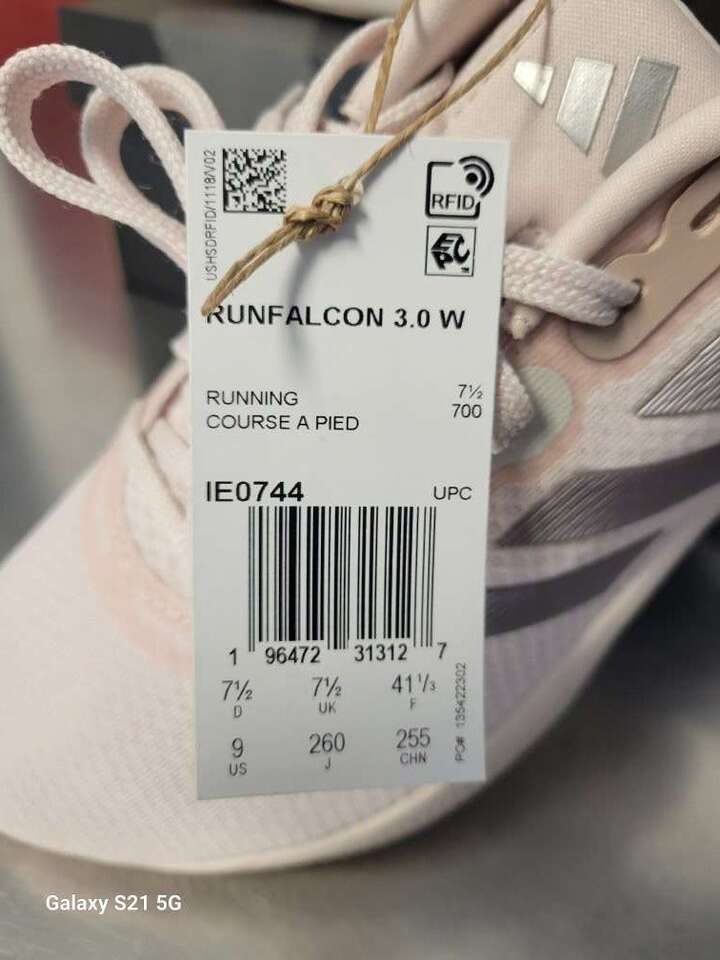 USHSDRFID/1118/V02
RFID
EPC
RUNFALCON 3.0 W
RUNNING
7½
COURSE A PIED
700
IE0744
UPC
1 96472 31312 7
7½ 7½ 41⅓
D UK F
9 260 255
US J CHN
PO# 135422302
Galaxy S21 5G